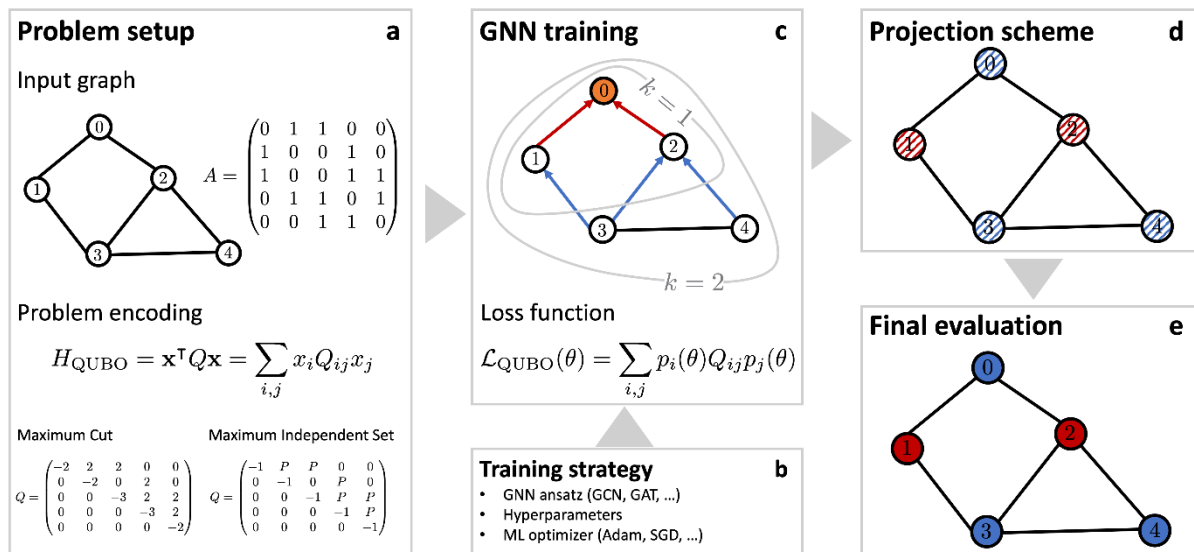 Problem setup a
Input graph
0
1
2
3
4
A = (0 1 1 0 0
1 0 0 1 0
1 0 0 1 1
0 1 1 0 1
0 0 1 1 0)
Problem encoding
H_QUBO = x⊤Qx = ∑_{i,j} x_i Q_{ij} x_j
Maximum Cut
Q = (−2 2 2 0 0
0 −2 0 2 0
0 0 −3 2 2
0 0 0 −3 2
0 0 0 0 −2)
Maximum Independent Set
Q = (−1 P P 0 0
0 −1 0 P 0
0 0 −1 P P
0 0 0 −1 P
0 0 0 0 −1)
GNN training c
0
k = 1
1
2
3
4
k = 2
Loss function
ℒ_QUBO(θ) = ∑_{i,j} p_i(θ)Q_{ij}p_j(θ)
Training strategy b
• GNN ansatz (GCN, GAT, ...)
• Hyperparameters
• ML optimizer (Adam, SGD, ...)
Projection scheme d
0
1
2
3
4
Final evaluation e
0
1
2
3
4